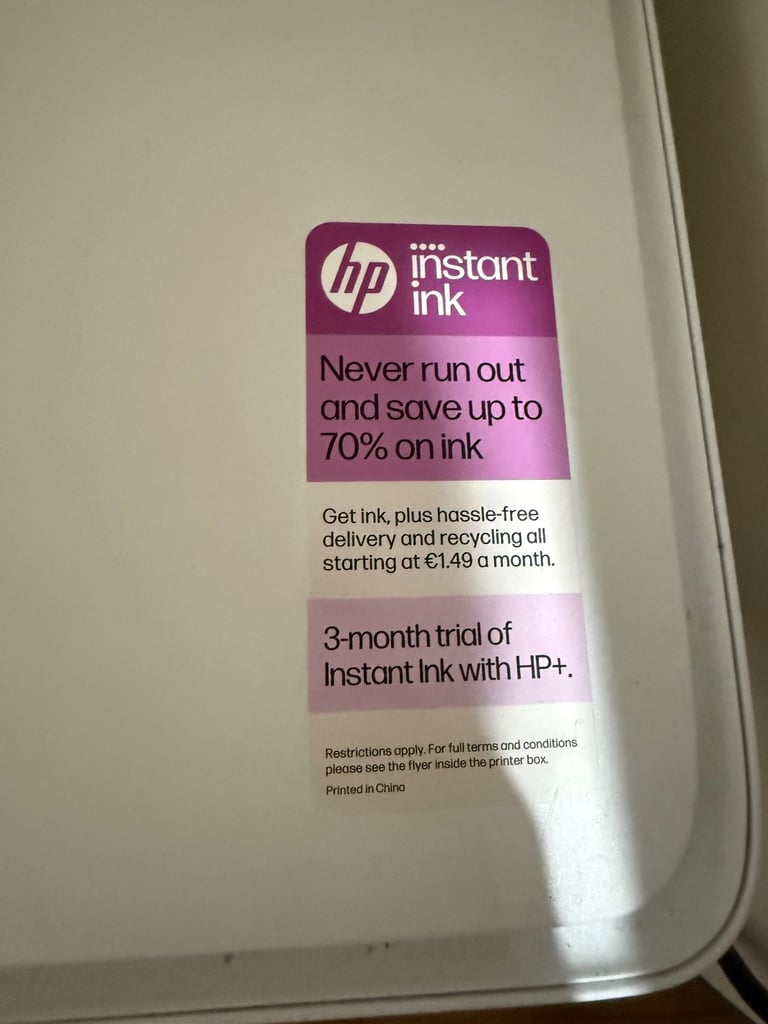 hp instant
ink
Never run out
and save up to
70% on ink
Get ink, plus hassle-free
delivery and recycling all
starting at €1.49 a month.
3-month trial of
Instant Ink with HP+.
Restrictions apply. For full terms and conditions
please see the flyer inside the printer box.
Printed in China